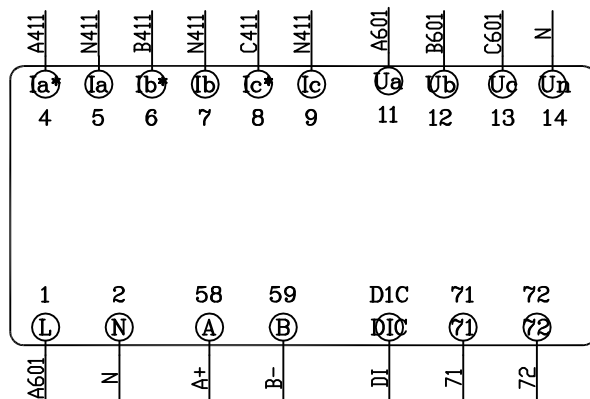 A411 N411 B411 N411 C411 N411 A601 B601 C601 N
Ia* Ia Ib* Ib Ic* Ic Ua Ub Uc Un
4 5 6 7 8 9 11 12 13 14
1 2 58 59 D1C 71 72
L N A B DIC 71 72
A601 N A+ B- DI 71 72